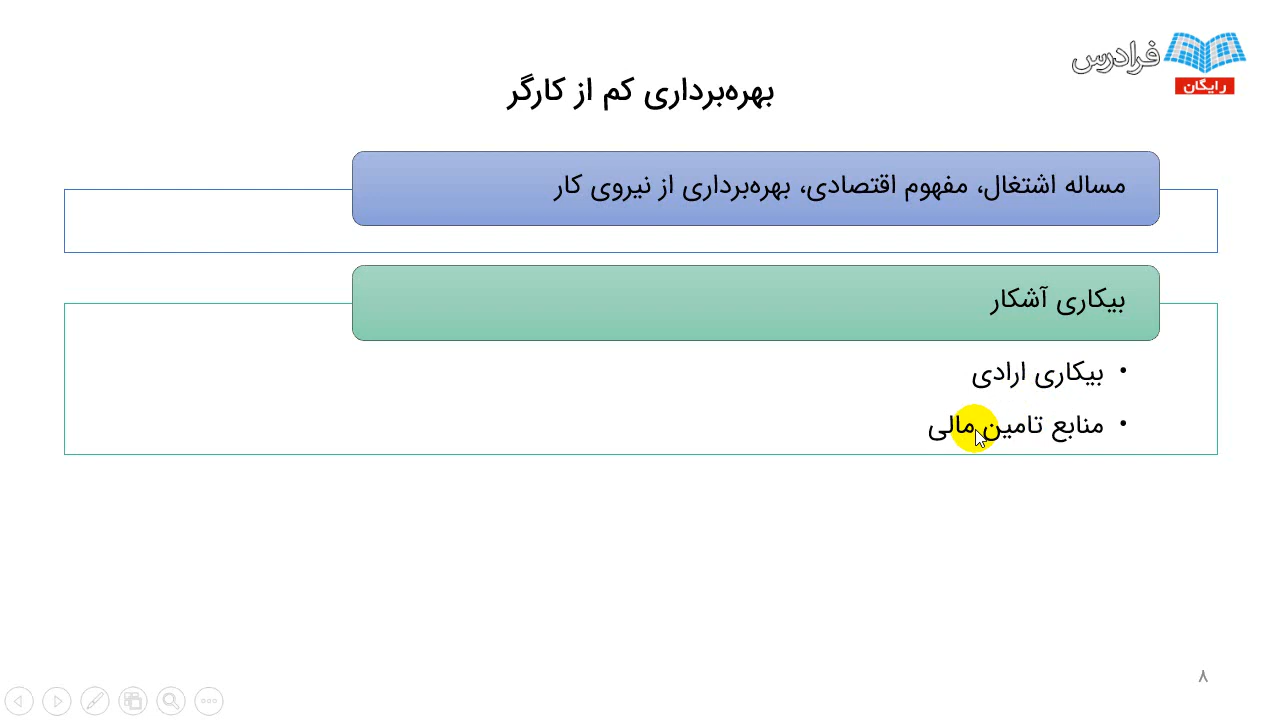 فرادرس
رایگان
بهره‌برداری کم از کارگر
مساله اشتغال، مفهوم اقتصادی، بهره‌برداری از نیروی کار
بیکاری آشکار
• بیکاری ارادی
• منابع تامین مالی
۸